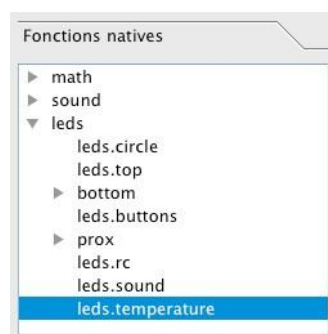 Fonctions natives
math
sound
leds
leds.circle
leds.top
bottom
leds.buttons
prox
leds.rc
leds.sound
leds.temperature